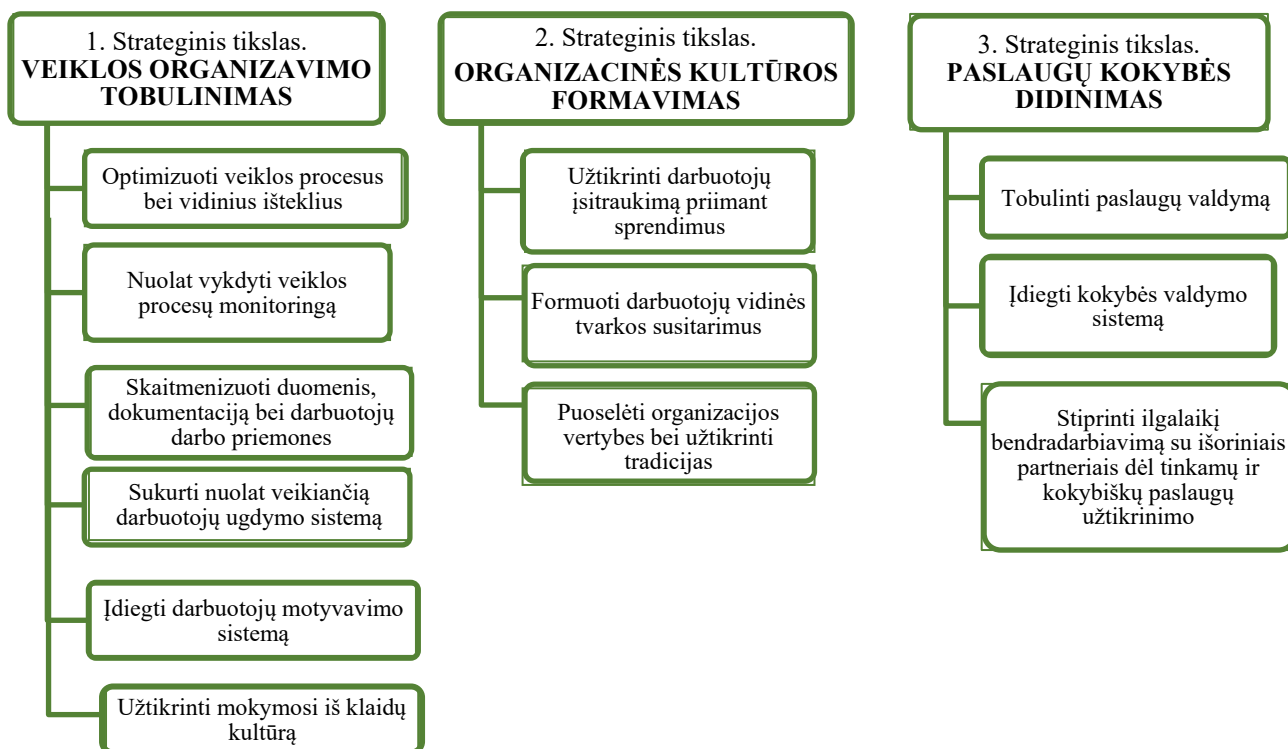 1. Strateginis tikslas.
VEIKLOS ORGANIZAVIMO
TOBULINIMAS
Optimizuoti veiklos procesus
bei vidinius išteklius
Nuolat vykdyti veiklos
procesų monitoringą
Skaitmenizuoti duomenis,
dokumentaciją bei darbuotojų
darbo priemones
Sukurti nuolat veikiančią
darbuotojų ugdymo sistemą
Įdiegti darbuotojų motyvavimo
sistemą
Užtikrinti mokymosi iš klaidų
kultūrą
2. Strateginis tikslas.
ORGANIZACINĖS KULTŪROS
FORMAVIMAS
Užtikrinti darbuotojų
įsitraukimą priimant
sprendimus
Formuoti darbuotojų vidinės
tvarkos susitarimus
Puoselėti organizacijos
vertybes bei užtikrinti
tradicijas
3. Strateginis tikslas.
PASLAUGŲ KOKYBĖS
DIDINIMAS
Tobulinti paslaugų valdymą
Įdiegti kokybės valdymo
sistemą
Stiprinti ilgalaikį
bendradarbiavimą su išoriniais
partneriais dėl tinkamų ir
kokybiškų paslaugų
užtikrinimo